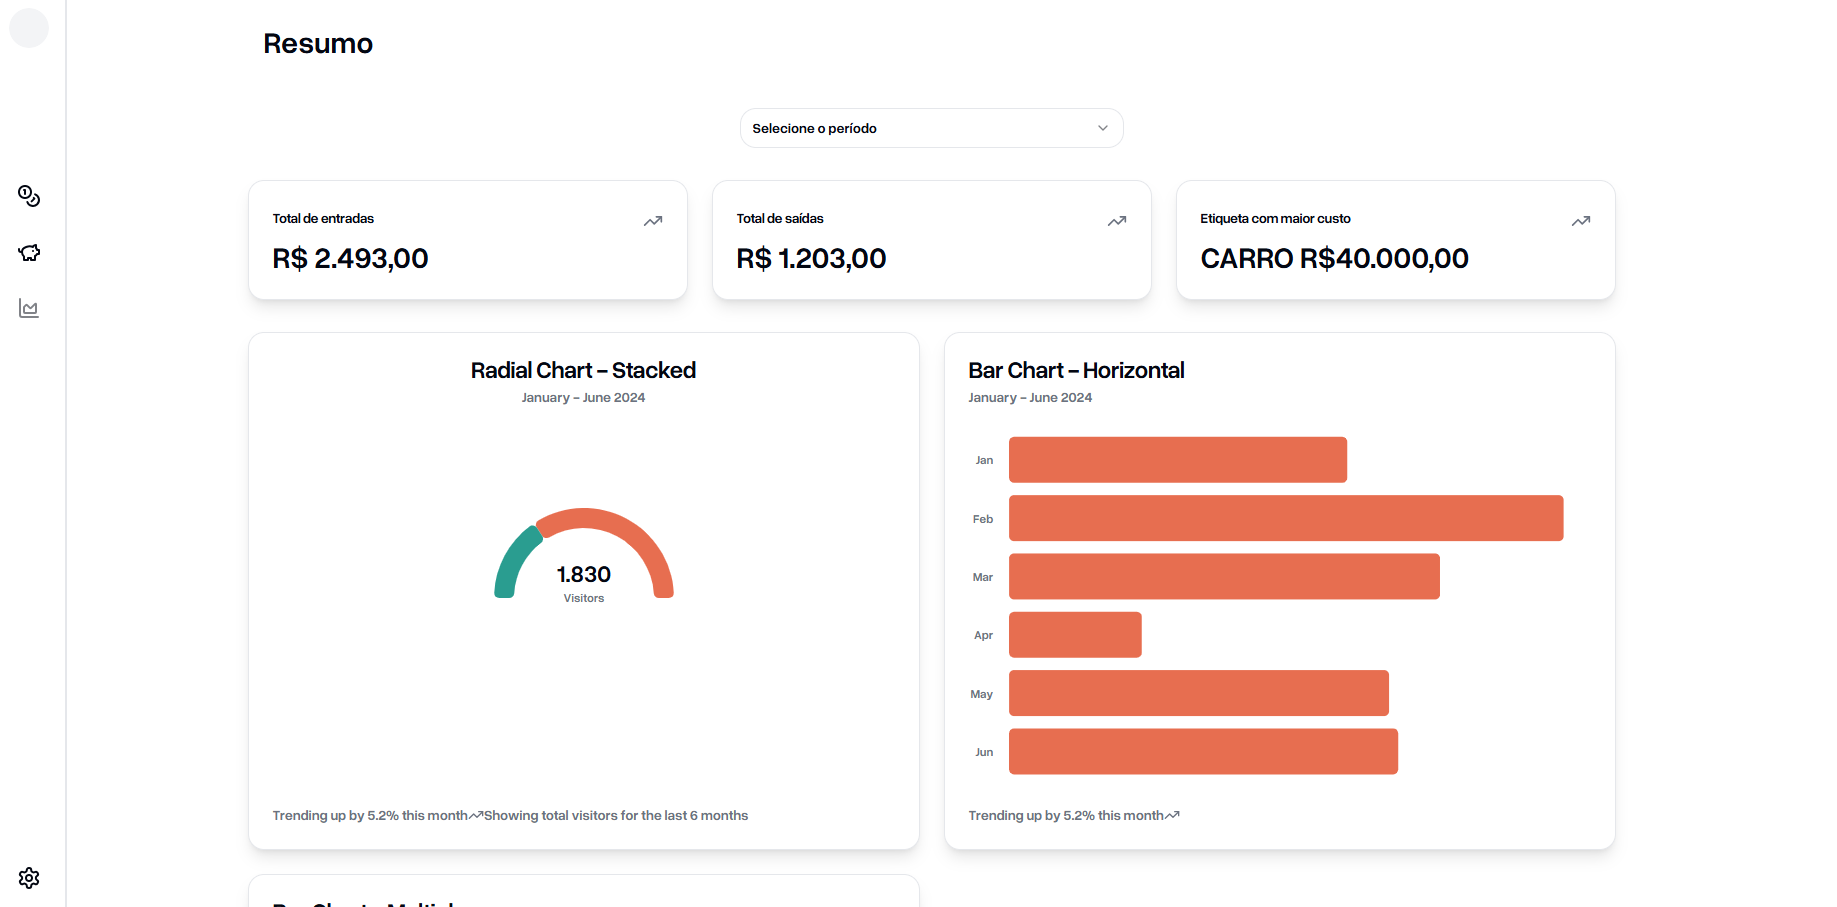 Resumo
Selecione o período
Total de entradas
R$ 2.493,00
Total de saídas
R$ 1.203,00
Etiqueta com maior custo
CARRO R$40.000,00
Radial Chart - Stacked
January - June 2024
1.830
Visitors
Trending up by 5.2% this month
Showing total visitors for the last 6 months
Bar Chart - Horizontal
January - June 2024
Jan
Feb
Mar
Apr
May
Jun
Trending up by 5.2% this month